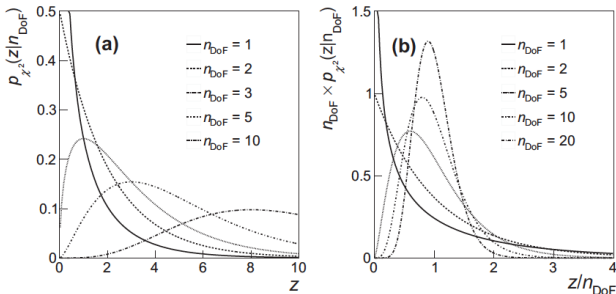 p_χ²(z|n_DoF)
0.5
0.4
0.3
0.2
0.1
0
(a)
n_DoF = 1
n_DoF = 2
n_DoF = 3
n_DoF = 5
n_DoF = 10
0 2 4 6 8 10
z
n_DoF × p_χ²(z|n_DoF)
1.5
1
0.5
0
(b)
n_DoF = 1
n_DoF = 2
n_DoF = 5
n_DoF = 10
n_DoF = 20
0 1 2 3 4
z/n_DoF